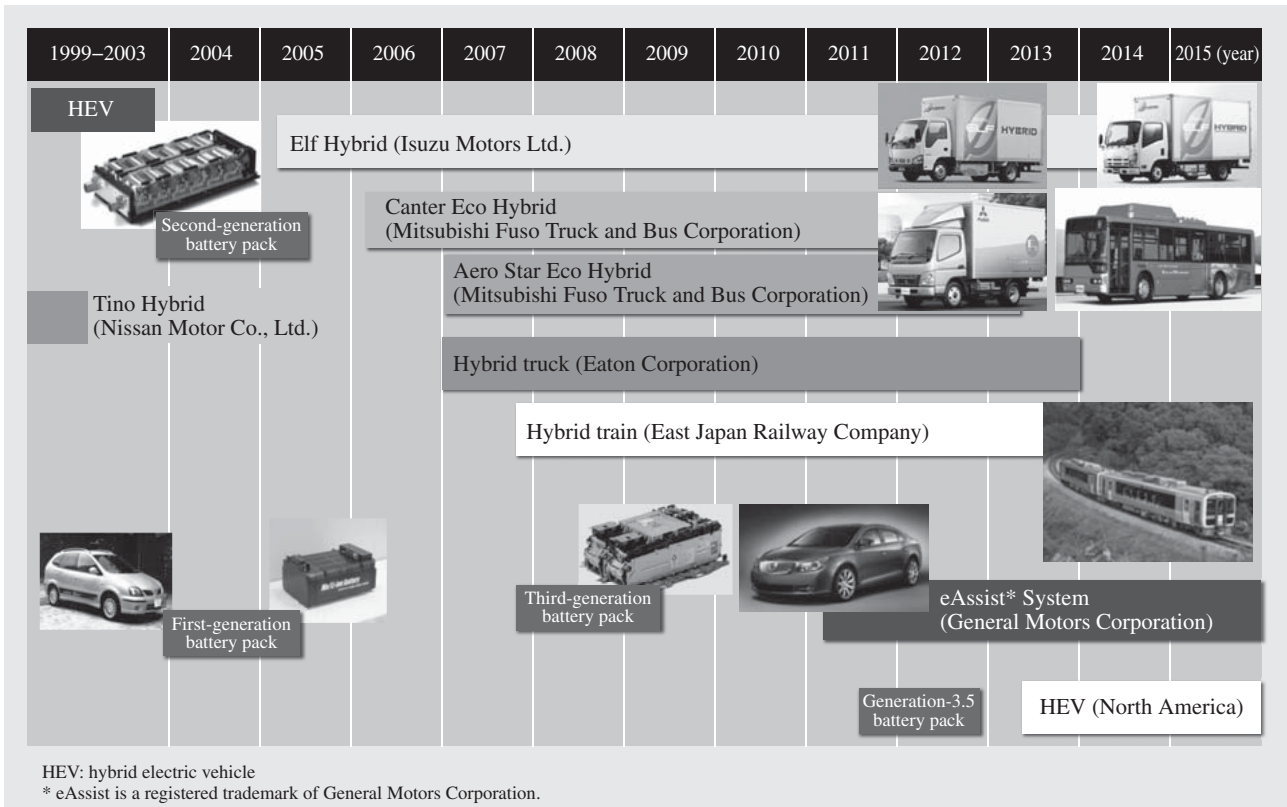 1999–2003 2004 2005 2006 2007 2008 2009 2010 2011 2012 2013 2014 2015 (year)
HEV
Elf Hybrid (Isuzu Motors Ltd.)
ELF HYBRID
ELF HYBRID
Second-generation
battery pack
Canter Eco Hybrid
(Mitsubishi Fuso Truck and Bus Corporation)
Aero Star Eco Hybrid
(Mitsubishi Fuso Truck and Bus Corporation)
Tino Hybrid
(Nissan Motor Co., Ltd.)
Hybrid truck (Eaton Corporation)
Hybrid train (East Japan Railway Company)
First-generation
battery pack
Third-generation
battery pack
eAssist* System
(General Motors Corporation)
Generation-3.5
battery pack
HEV (North America)
HEV: hybrid electric vehicle
* eAssist is a registered trademark of General Motors Corporation.